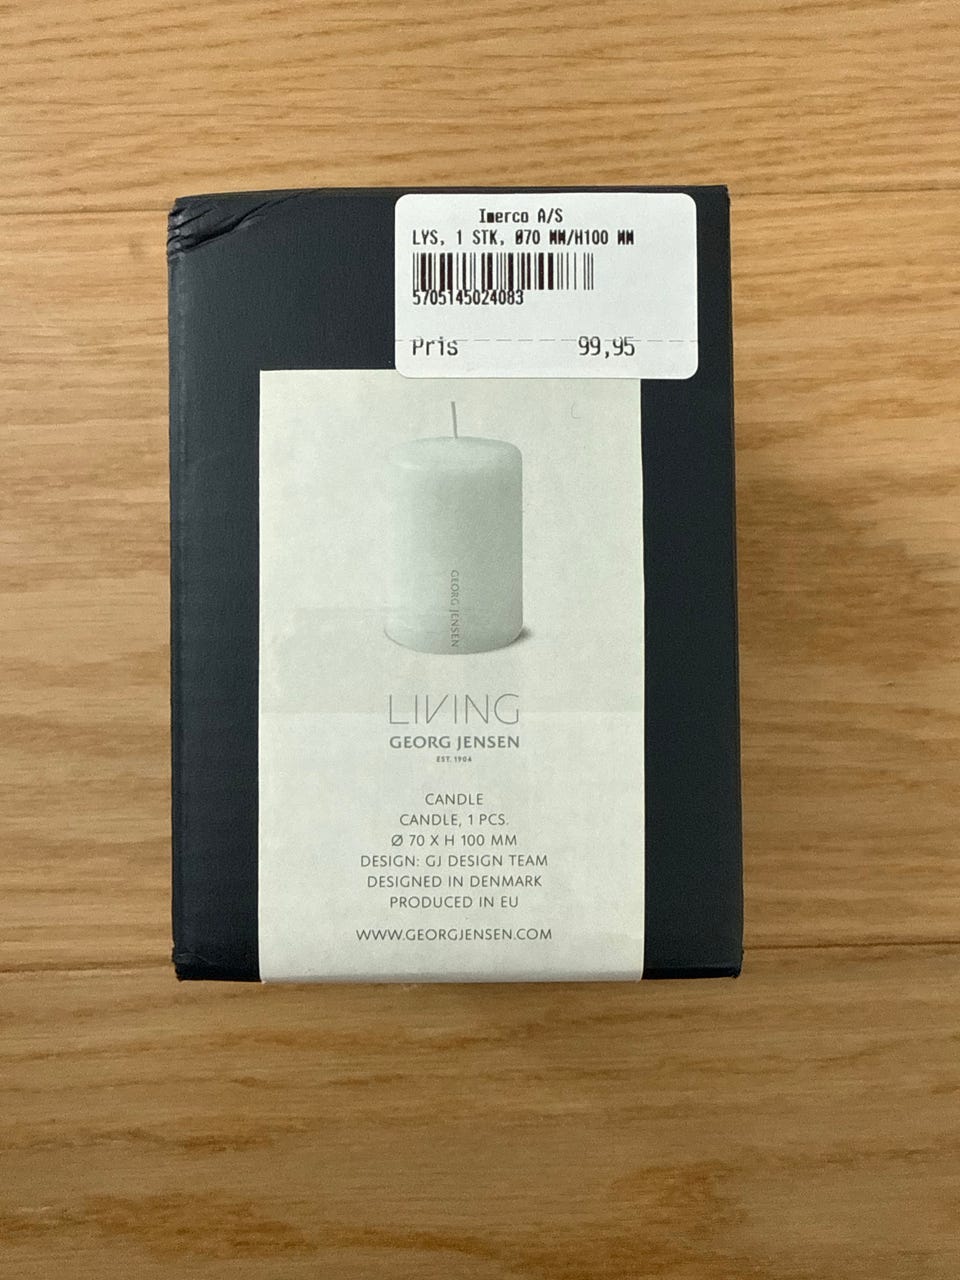 Imerco A/S
LYS, 1 STK, Ø70 MM/H100 MM
5705145024083
Pris 99,95
GEORG JENSEN
LIVING
GEORG JENSEN
EST. 1904
CANDLE
CANDLE, 1 PCS.
Ø 70 X H 100 MM
DESIGN: GJ DESIGN TEAM
DESIGNED IN DENMARK
PRODUCED IN EU
WWW.GEORGJENSEN.COM